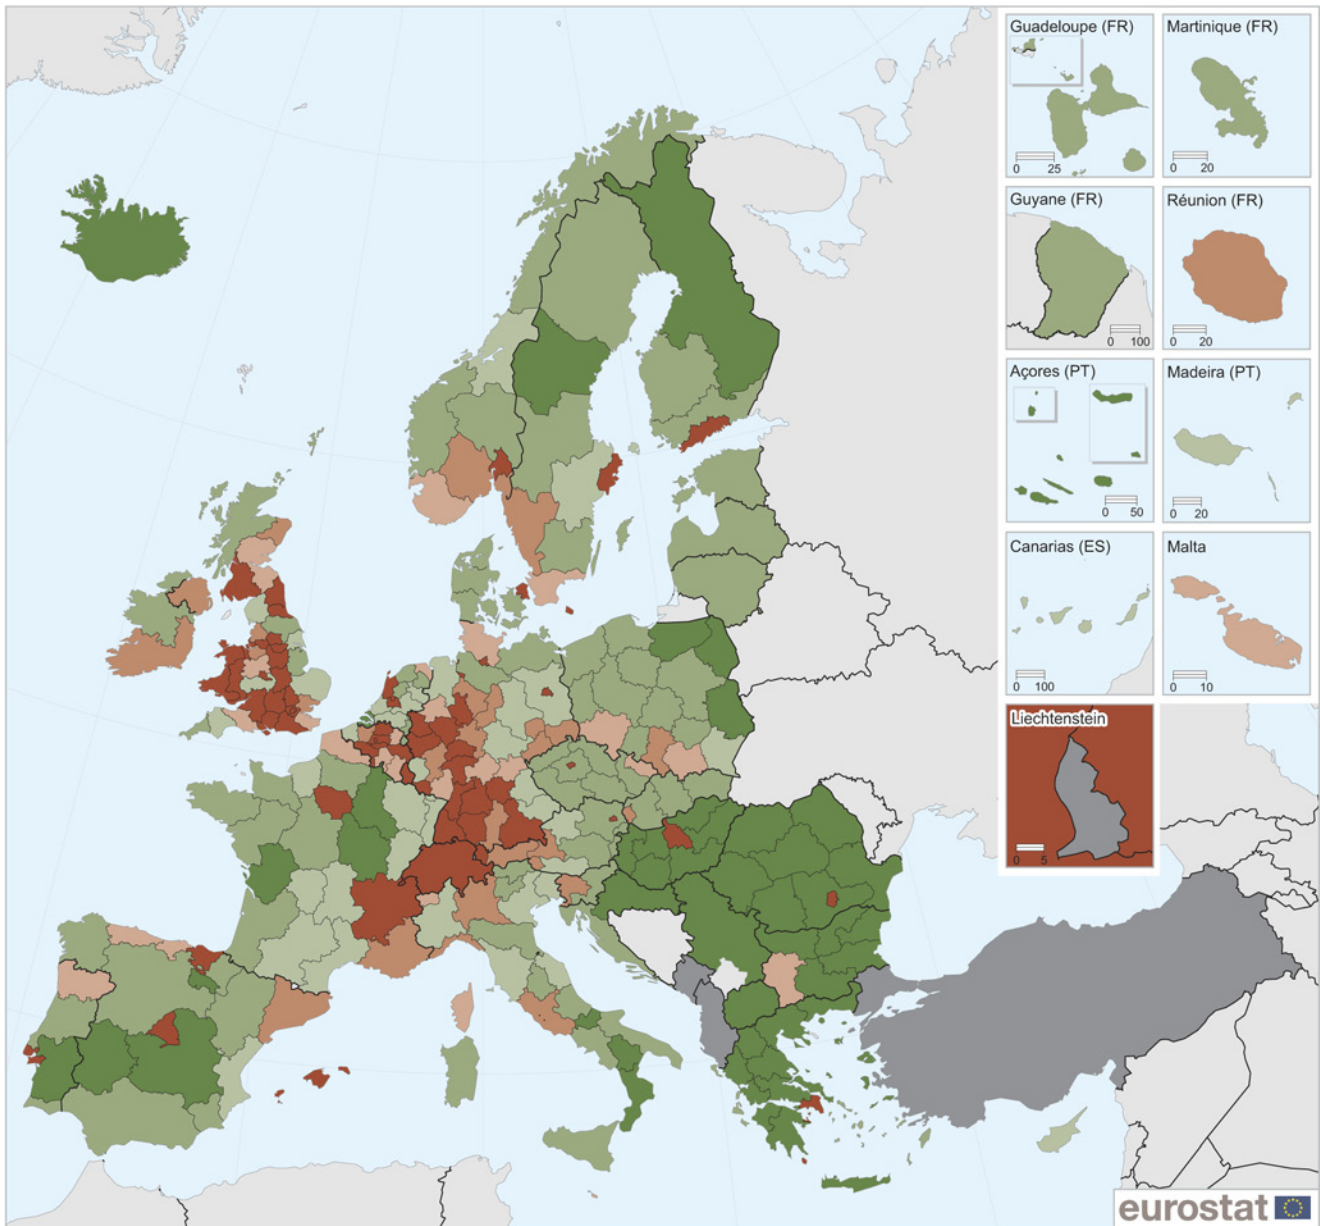 Guadeloupe (FR)
0 25
Martinique (FR)
0 20
Guyane (FR)
0 100
Réunion (FR)
0 20
Açores (PT)
0 50
Madeira (PT)
0 20
Canarias (ES)
0 100
Malta
0 10
Liechtenstein
0 5
eurostat